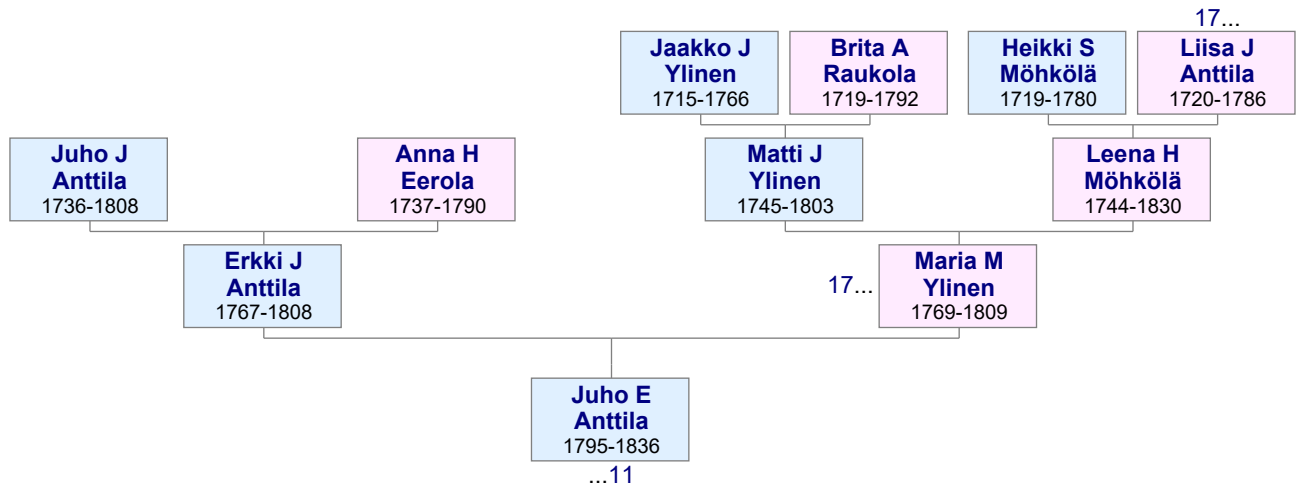 17...
Jaakko J
Ylinen
1715-1766
Brita A
Raukola
1719-1792
Heikki S
Möhkölä
1719-1780
Liisa J
Anttila
1720-1786
Juho J
Anttila
1736-1808
Anna H
Eerola
1737-1790
Matti J
Ylinen
1745-1803
Leena H
Möhkölä
1744-1830
Erkki J
Anttila
1767-1808
17...
Maria M
Ylinen
1769-1809
Juho E
Anttila
1795-1836
...11